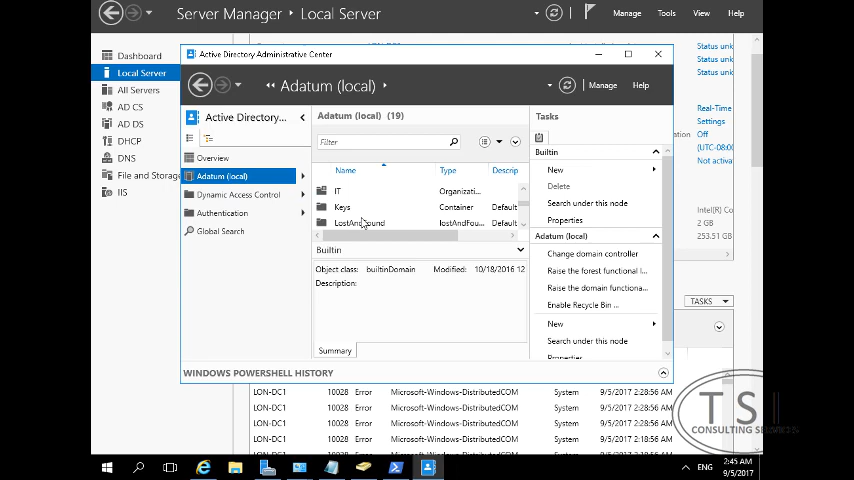 Server Manager ▸ Local Server
Manage Tools View Help
Dashboard
Local Server
All Servers
AD CS
AD DS
DHCP
DNS
File and Storag
IIS
Status unk
Status unk
Status unk
Real-Time
Settings
Off
(UTC-08:00
Not activa
2 GB
253.51 GB
TASKS
Active Directory Administrative Center
Adatum (local)
Manage Help
Active Directory...
Overview
Adatum (local)
Dynamic Access Control
Authentication
Global Search
Adatum (local) (19)
Filter
Name Type Descrip
IT Organizati...
Keys Container Default
LostAndFound lostAndFou... Default
Builtin
Object class: builtinDomain Modified: 10/18/2016 12
Description:
Summary
Tasks
Builtin
New
Delete
Search under this node
Properties
Adatum (local)
Change domain controller
Raise the forest functional l...
Raise the domain functiona...
Enable Recycle Bin ...
New
Search under this node
Properties
WINDOWS POWERSHELL HISTORY
LON-DC1 10028 Error Microsoft-Windows-DistributedCOM System 9/5/2017 2:28:56 AM
LON-DC1 10028 Error Microsoft-Windows-DistributedCOM System 9/5/2017 2:28:56 AM
LON-DC1 10028 Error Microsoft-Windows-DistributedCOM System 9/5/2017 2:18:56 AM
LON-DC1 10028 Error Microsoft-Windows-DistributedCOM System 9/5/2017 2:18:56 AM
TSI
CONSULTING SERVICES
ENG
2:45 AM
9/5/2017